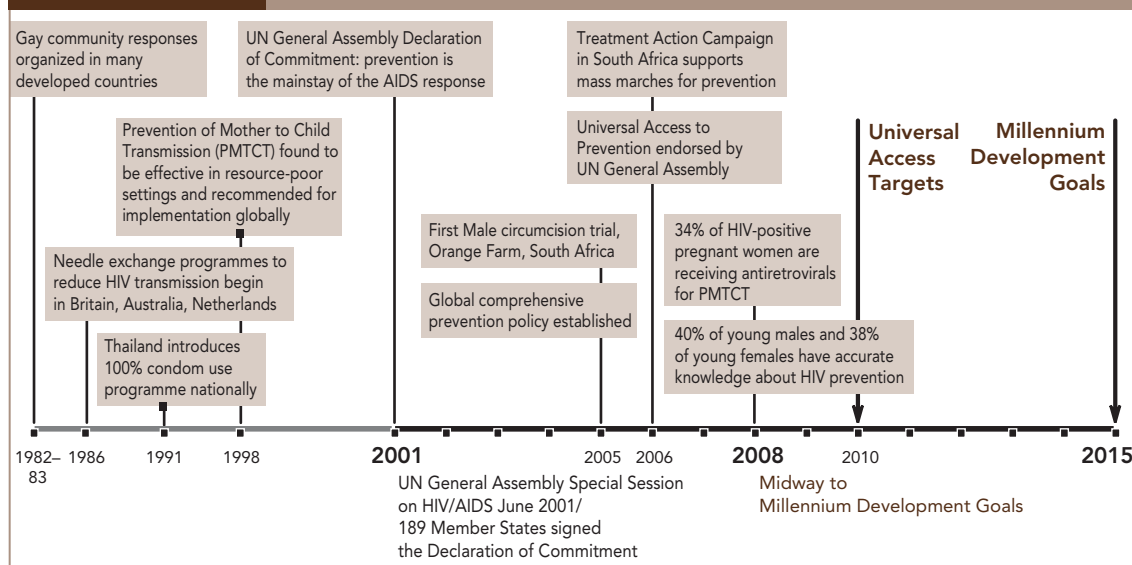 Gay community responses
organized in many
developed countries
UN General Assembly Declaration
of Commitment: prevention is
the mainstay of the AIDS response
Treatment Action Campaign
in South Africa supports
mass marches for prevention
Prevention of Mother to Child
Transmission (PMTCT) found to
be effective in resource-poor
settings and recommended for
implementation globally
Universal Access to
Prevention endorsed by
UN General Assembly
Universal
Access
Targets
Millennium
Development
Goals
Needle exchange programmes to
reduce HIV transmission begin
in Britain, Australia, Netherlands
First Male circumcision trial,
Orange Farm, South Africa
34% of HIV-positive
pregnant women are
receiving antiretrovirals
for PMTCT
Global comprehensive
prevention policy established
Thailand introduces
100% condom use
programme nationally
40% of young males and 38%
of young females have accurate
knowledge about HIV prevention
1982–
83
1986
1991
1998
2001
2005
2006
2008
2010
2015
UN General Assembly Special Session
on HIV/AIDS June 2001/
189 Member States signed
the Declaration of Commitment
Midway to
Millennium Development Goals